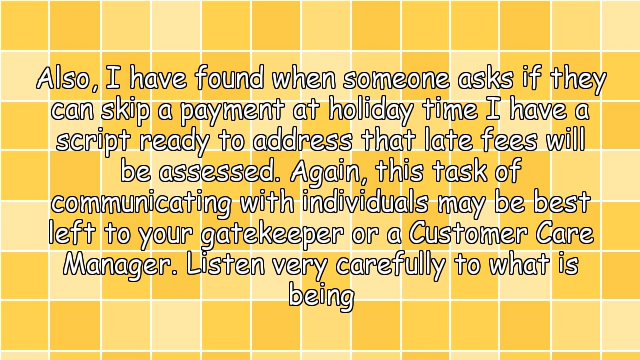 Also, I have found when someone asks if they
can skip a payment at holiday time I have a
script ready to address that late fees will
be assessed. Again, this task of
communicating with individuals may be best
left to your gatekeeper or a Customer Care
Manager. Listen very carefully to what is
being